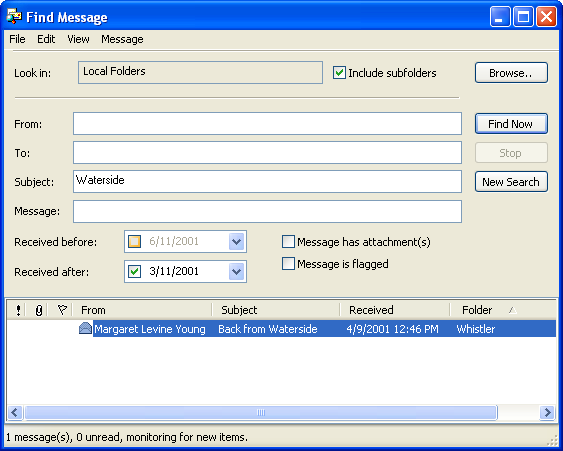 Find Message
File Edit View Message
Look in: Local Folders Include subfolders Browse..
From: Find Now
To: Stop
Subject: Waterside New Search
Message:
Received before: 6/11/2001 Message has attachment(s)
Received after: 3/11/2001 Message is flagged
! From Subject Received Folder
Margaret Levine Young Back from Waterside 4/9/2001 12:46 PM Whistler
1 message(s), 0 unread, monitoring for new items.